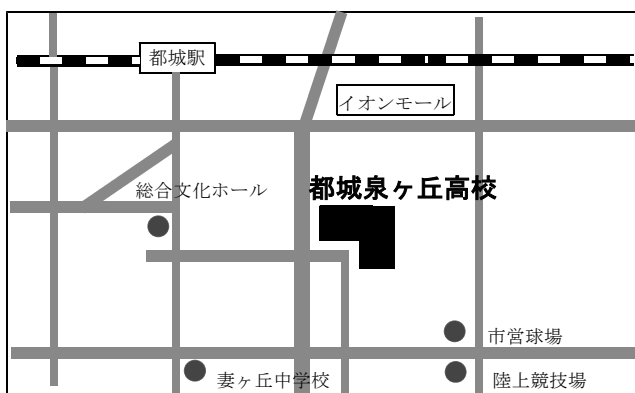 都城駅
イオンモール
総合文化ホール
都城泉ヶ丘高校
市営球場
妻ヶ丘中学校
陸上競技場